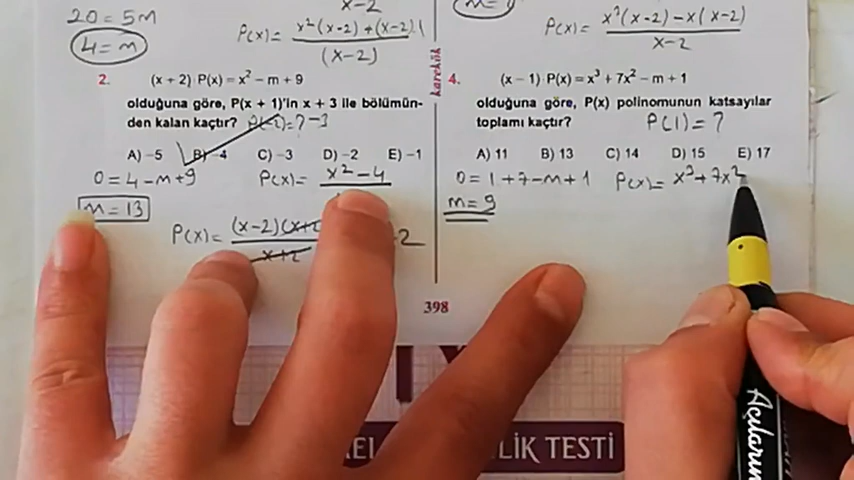 x-2
20=5m
4=m
P(x)= x²(x-2)+(x-2).1
(x-2)
x³(x-2)-x(x-2)
P(x)=
x-2
2. (x + 2)·P(x) = x² – m + 9
olduğuna göre, P(x + 1)'in x + 3 ile bölümün-
den kalan kaçtır? P(-2)=?
A) –5 B) –4 C) –3 D) –2 E) –1
0=4-m+9 P(x)= x²-4
m=13
P(x)= (x-2)(x+2
x+2
karekök
4. (x – 1)·P(x) = x³ + 7x² – m + 1
olduğuna göre, P(x) polinomunun katsayılar
toplamı kaçtır? P(1)=?
A) 11 B) 13 C) 14 D) 15 E) 17
0=1+7-m+1 P(x)= x³+7x²
m=9
398
LİK TESTİ
Açıların